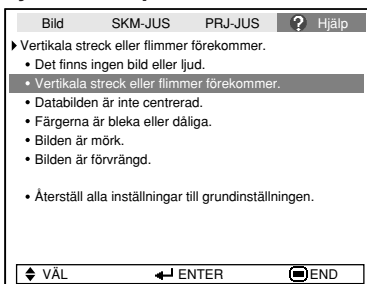 Bild SKM-JUS PRJ-JUS ? Hjälp
Vertikala streck eller flimmer förekommer.
• Det finns ingen bild eller ljud.
• Vertikala streck eller flimmer förekommer.
• Databilden är inte centrerad.
• Färgerna är bleka eller dåliga.
• Bilden är mörk.
• Bilden är förvrängd.
• Återställ alla inställningar till grundinställningen.
VÄL ENTER END